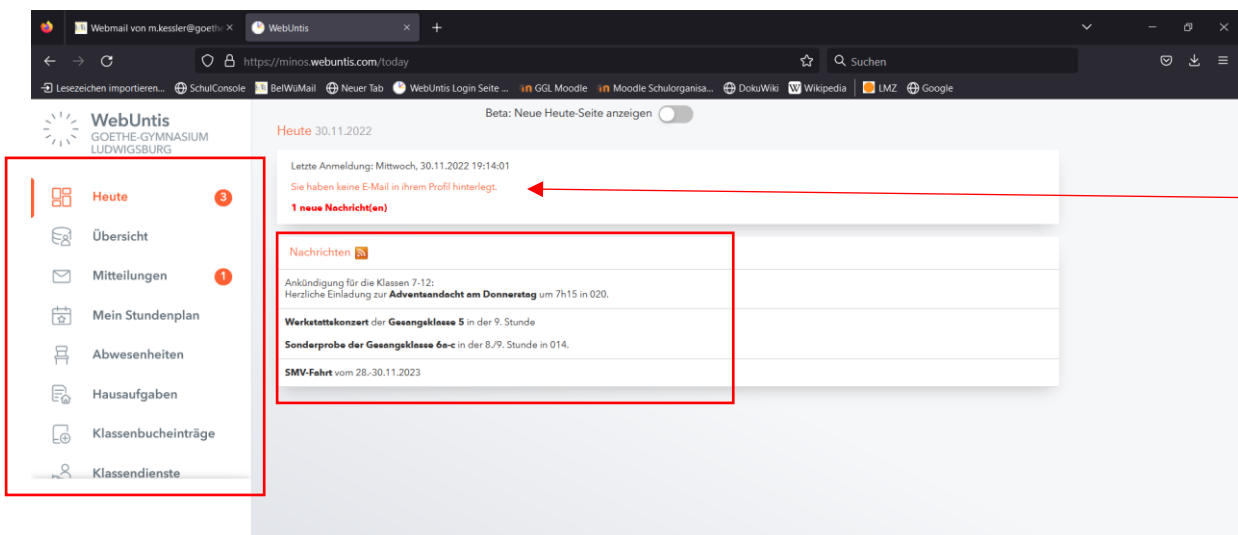 Webmail von m.kessler@goethe
WebUntis
https://minos.webuntis.com/today
Suchen
Lesezeichen importieren...
SchulConsole
BelWüMail
Neuer Tab
WebUntis Login Seite ...
GGL Moodle
Moodle Schulorganisa...
DokuWiki
Wikipedia
LMZ
Google
WebUntis
GOETHE-GYMNASIUM
LUDWIGSBURG
Beta: Neue Heute-Seite anzeigen
Heute 30.11.2022
Letzte Anmeldung: Mittwoch, 30.11.2022 19:14:01
Sie haben keine E-Mail in ihrem Profil hinterlegt.
1 neue Nachricht(en)
Heute 3
Übersicht
Mitteilungen 1
Mein Stundenplan
Abwesenheiten
Hausaufgaben
Klassenbucheinträge
Klassendienste
Nachrichten
Ankündigung für die Klassen 7-12:
Herzliche Einladung zur Adventsandacht am Donnerstag um 7h15 in 020.
Werkstattskonzert der Gesangsklasse 5 in der 9. Stunde
Sonderprobe der Gesangsklasse 6a-c in der 8./9. Stunde in 014.
SMV-Fahrt vom 28.-30.11.2023